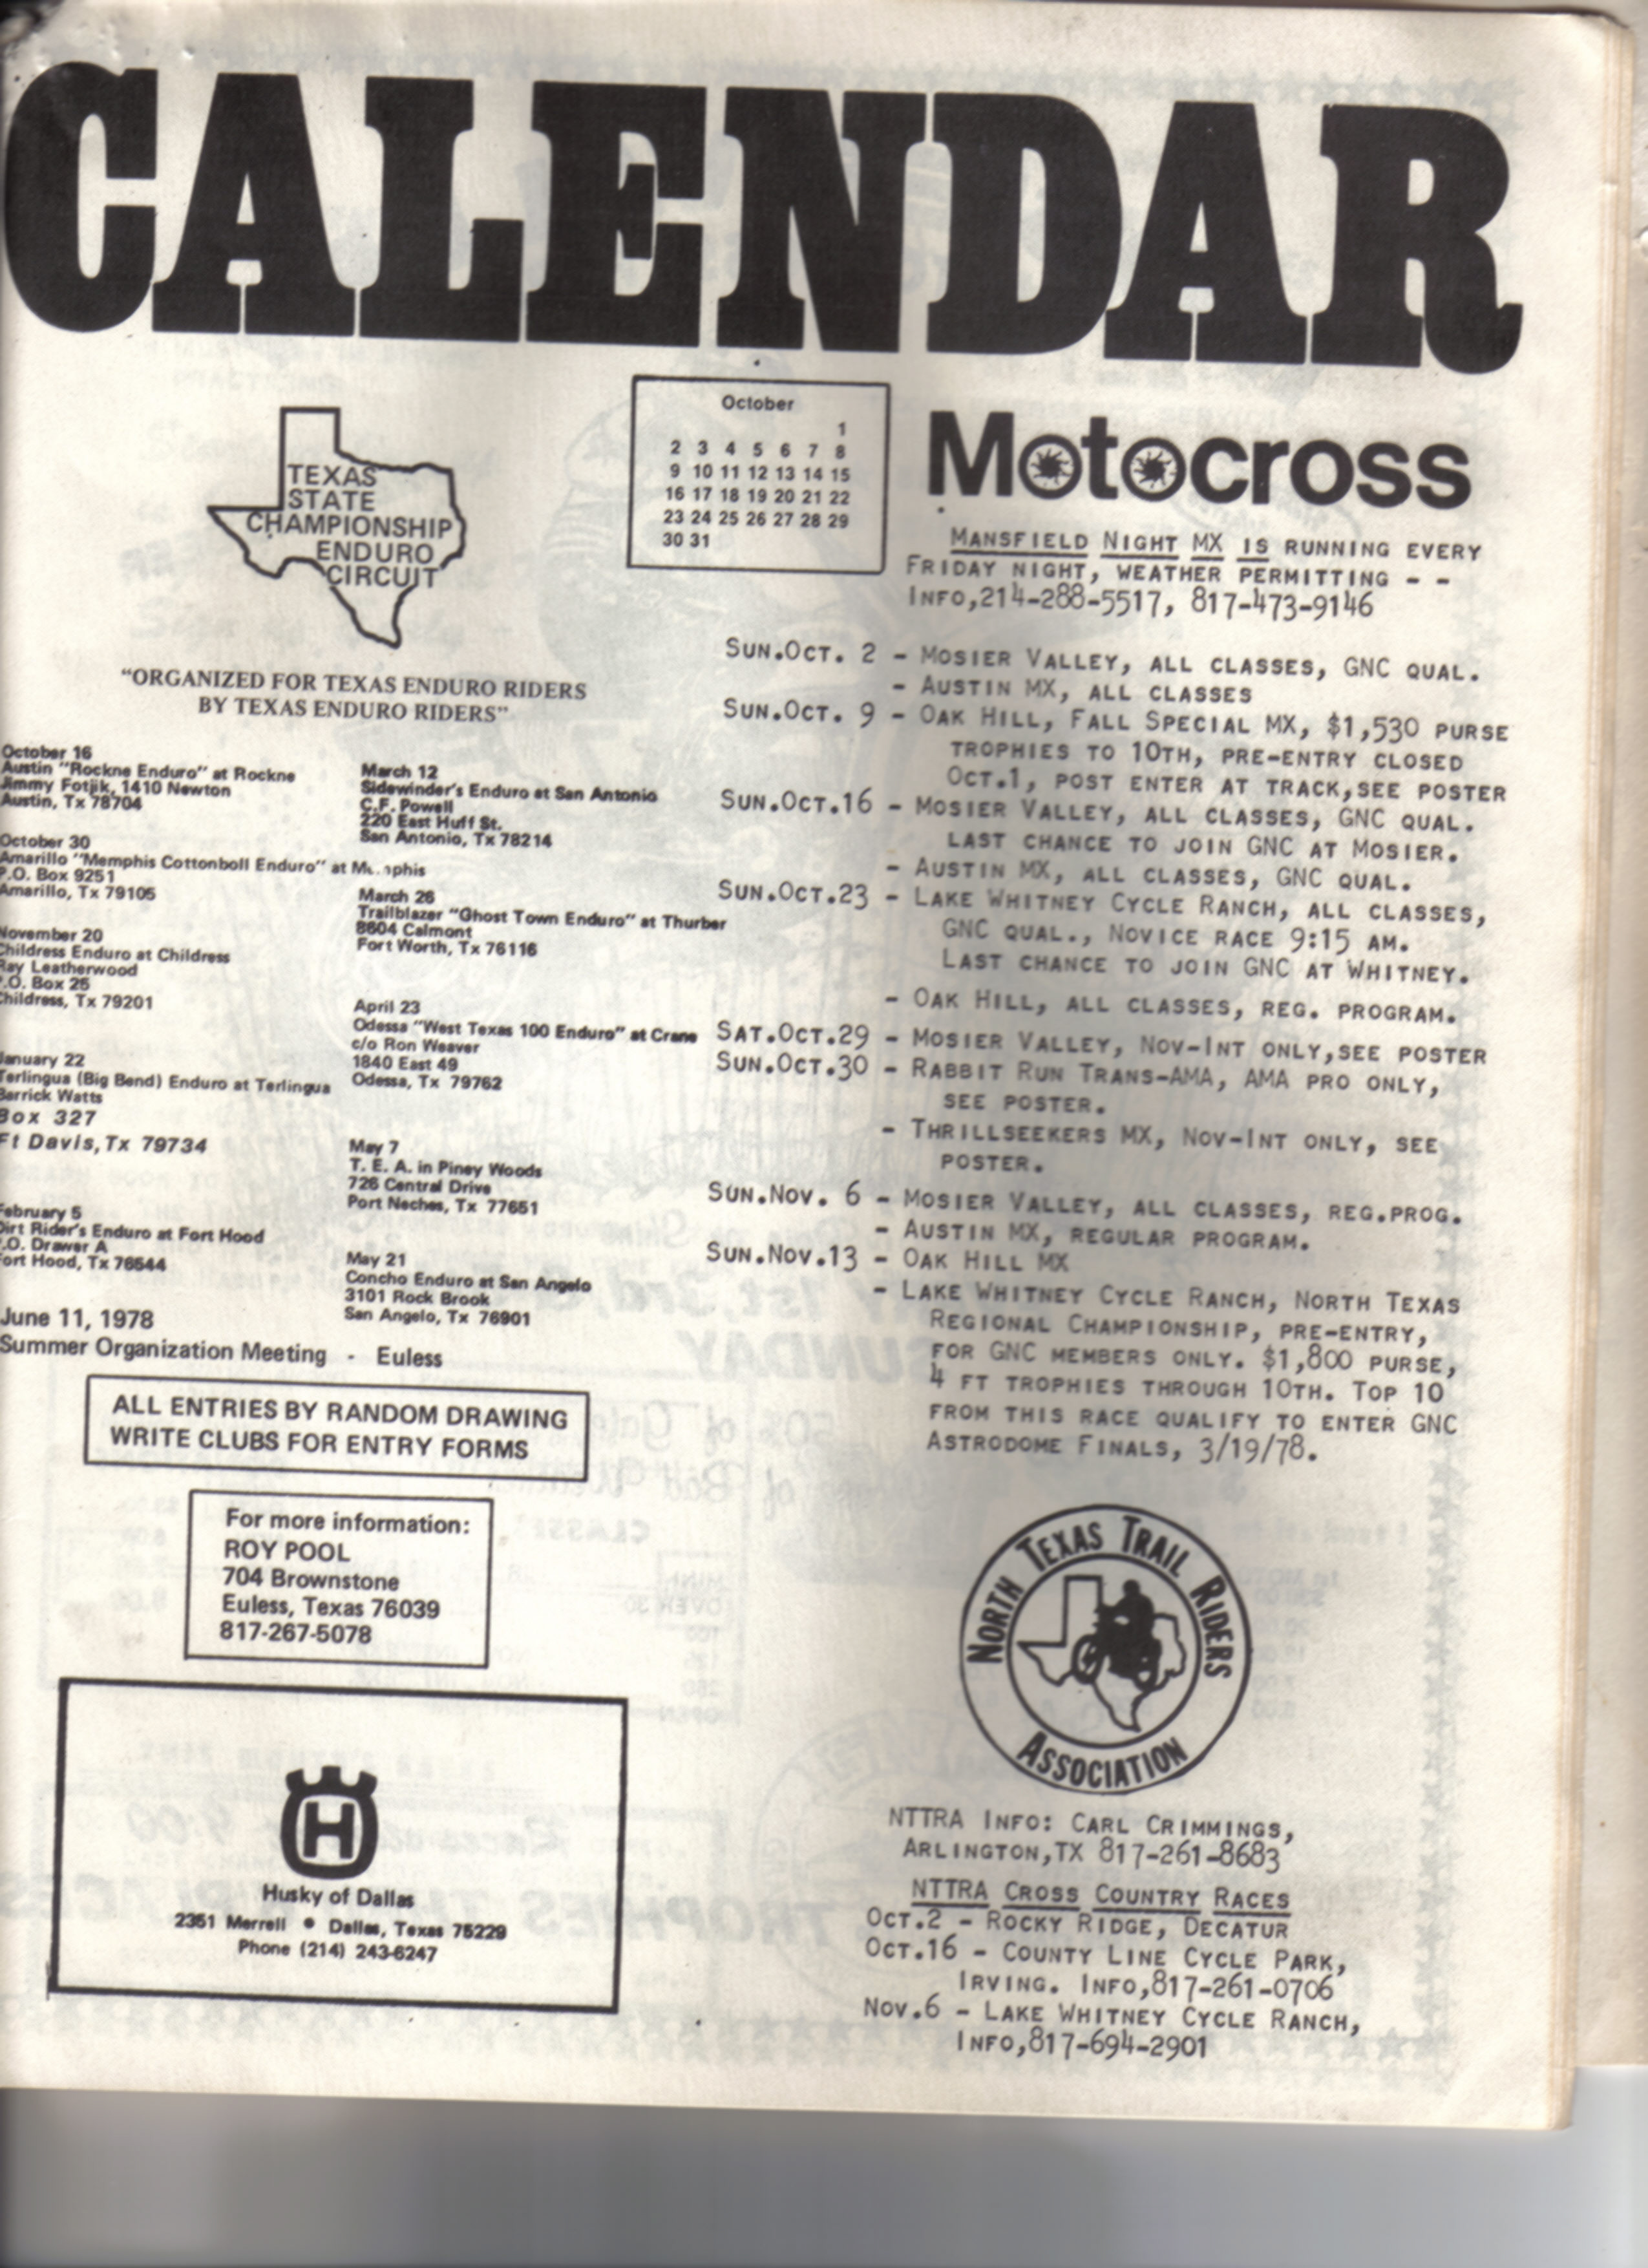 CALENDAR
TEXAS
STATE
CHAMPIONSHIP
ENDURO
CIRCUIT
"ORGANIZED FOR TEXAS ENDURO RIDERS
BY TEXAS ENDURO RIDERS"
October 16
Austin "Rockne Enduro" at Rockne
Jimmy Fotjik, 1410 Newton
Austin, Tx 78704
October 30
Amarillo "Memphis Cottonboll Enduro" at
P.O. Box 9251
Amarillo, Tx 79105
November 20
Childress Enduro at Childress
Ray Leatherwood
P.O. Box 25
Childress, Tx 79201
January 22
Terlingua (Big Bend) Enduro at Terlingua
Barrick Watts
Box 327
Ft Davis, Tx 79734
February 5
Dirt Rider's Enduro at Fort Hood
P.O. Drawer A
Fort Hood, Tx 76544
June 11, 1978
Summer Organization Meeting - Euless
March 12
Sidewinder's Enduro at San Antonio
C.F. Powell
220 East Huff St.
San Antonio, Tx 78214
March 26
Trailblazer "Ghost Town Enduro" at Thurber
8604 Calmont
Fort Worth, Tx 76116
April 23
Odessa "West Texas 100 Enduro" at Crane
c/o Ron Weaver
1840 East 49
Odessa, Tx 79762
May 7
T. E. A. in Piney Woods
726 Central Drive
Port Neches, Tx 77651
May 21
Concho Enduro at San Angelo
3101 Rock Brook
San Angelo, Tx 76901
ALL ENTRIES BY RANDOM DRAWING
WRITE CLUBS FOR ENTRY FORMS
For more information:
ROY POOL
704 Brownstone
Euless, Texas 76039
817-267-5078
H
Husky of Dallas
2351 Merrell • Dallas, Texas 75229
Phone (214) 243-6247
October
1
2 3 4 5 6 7 8
9 10 11 12 13 14 15
16 17 18 19 20 21 22
23 24 25 26 27 28 29
30 31
Motocross
MANSFIELD NIGHT MX IS RUNNING EVERY
FRIDAY NIGHT, WEATHER PERMITTING - -
INFO,214-288-5517, 817-473-9146
SUN.OCT. 2 - MOSIER VALLEY, ALL CLASSES, GNC QUAL.
- AUSTIN MX, ALL CLASSES
SUN.OCT. 9 - OAK HILL, FALL SPECIAL MX, $1,530 PURSE
TROPHIES TO 10TH, PRE-ENTRY CLOSED
OCT.1, POST ENTER AT TRACK,SEE POSTER
SUN.OCT.16 - MOSIER VALLEY, ALL CLASSES, GNC QUAL.
LAST CHANCE TO JOIN GNC AT MOSIER.
- AUSTIN MX, ALL CLASSES, GNC QUAL.
SUN.OCT.23 - LAKE WHITNEY CYCLE RANCH, ALL CLASSES,
GNC QUAL., NOVICE RACE 9:15 AM.
LAST CHANCE TO JOIN GNC AT WHITNEY.
- OAK HILL, ALL CLASSES, REG. PROGRAM.
SAT.OCT.29 - MOSIER VALLEY, NOV-INT ONLY,SEE POSTER
SUN.OCT.30 - RABBIT RUN TRANS-AMA, AMA PRO ONLY,
SEE POSTER.
- THRILLSEEKERS MX, NOV-INT ONLY, SEE
POSTER.
SUN.NOV. 6 - MOSIER VALLEY, ALL CLASSES, REG.PROG.
- AUSTIN MX, REGULAR PROGRAM.
SUN.NOV.13 - OAK HILL MX
- LAKE WHITNEY CYCLE RANCH, NORTH TEXAS
REGIONAL CHAMPIONSHIP, PRE-ENTRY,
FOR GNC MEMBERS ONLY. $1,800 PURSE,
4 FT TROPHIES THROUGH 10TH. TOP 10
FROM THIS RACE QUALIFY TO ENTER GNC
ASTRODOME FINALS, 3/19/78.
NORTH TEXAS TRAIL RIDERS
ASSOCIATION
NTTRA INFO: CARL CRIMMINGS,
ARLINGTON,TX 817-261-8683
NTTRA CROSS COUNTRY RACES
OCT.2 - ROCKY RIDGE, DECATUR
OCT.16 - COUNTY LINE CYCLE PARK,
IRVING. INFO,817-261-0706
NOV.6 - LAKE WHITNEY CYCLE RANCH,
INFO,817-694-2901